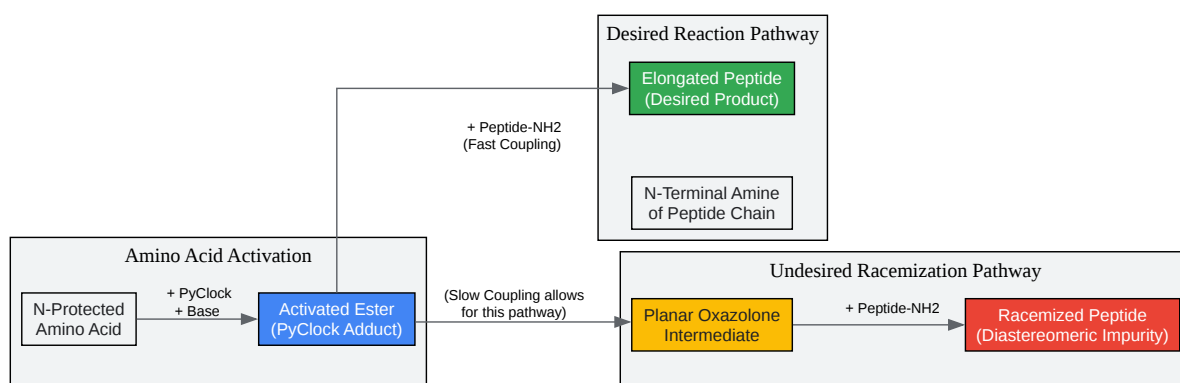 Desired Reaction Pathway
Elongated Peptide
(Desired Product)
+ Peptide-NH2
(Fast Coupling)
N-Terminal Amine
of Peptide Chain
Amino Acid Activation
N-Protected
Amino Acid
+ PyClock
+ Base
Activated Ester
(PyClock Adduct)
(Slow Coupling allows
for this pathway)
Undesired Racemization Pathway
Planar Oxazolone
Intermediate
+ Peptide-NH2
Racemized Peptide
(Diastereomeric Impurity)